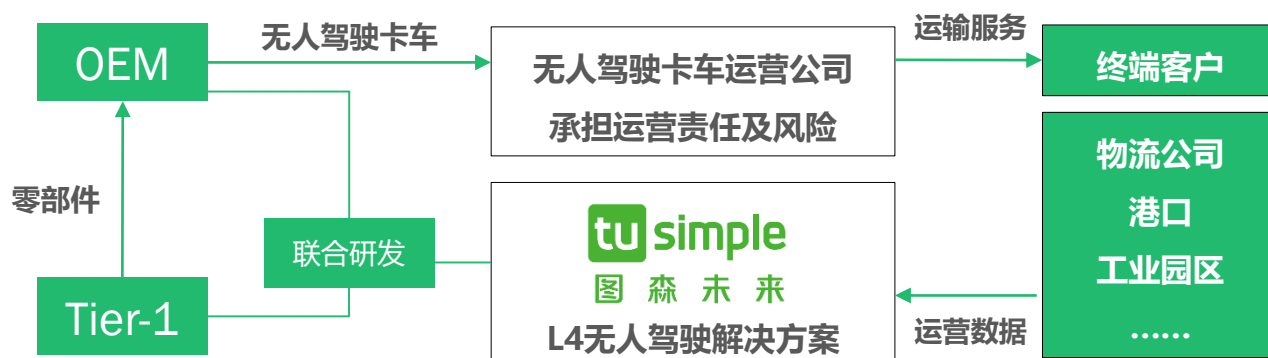 OEM
无人驾驶卡车
无人驾驶卡车运营公司
承担运营责任及风险
运输服务
终端客户
零部件
联合研发
Tier-1
tu simple
图森未来
L4无人驾驶解决方案
物流公司
港口
工业园区
......
运营数据